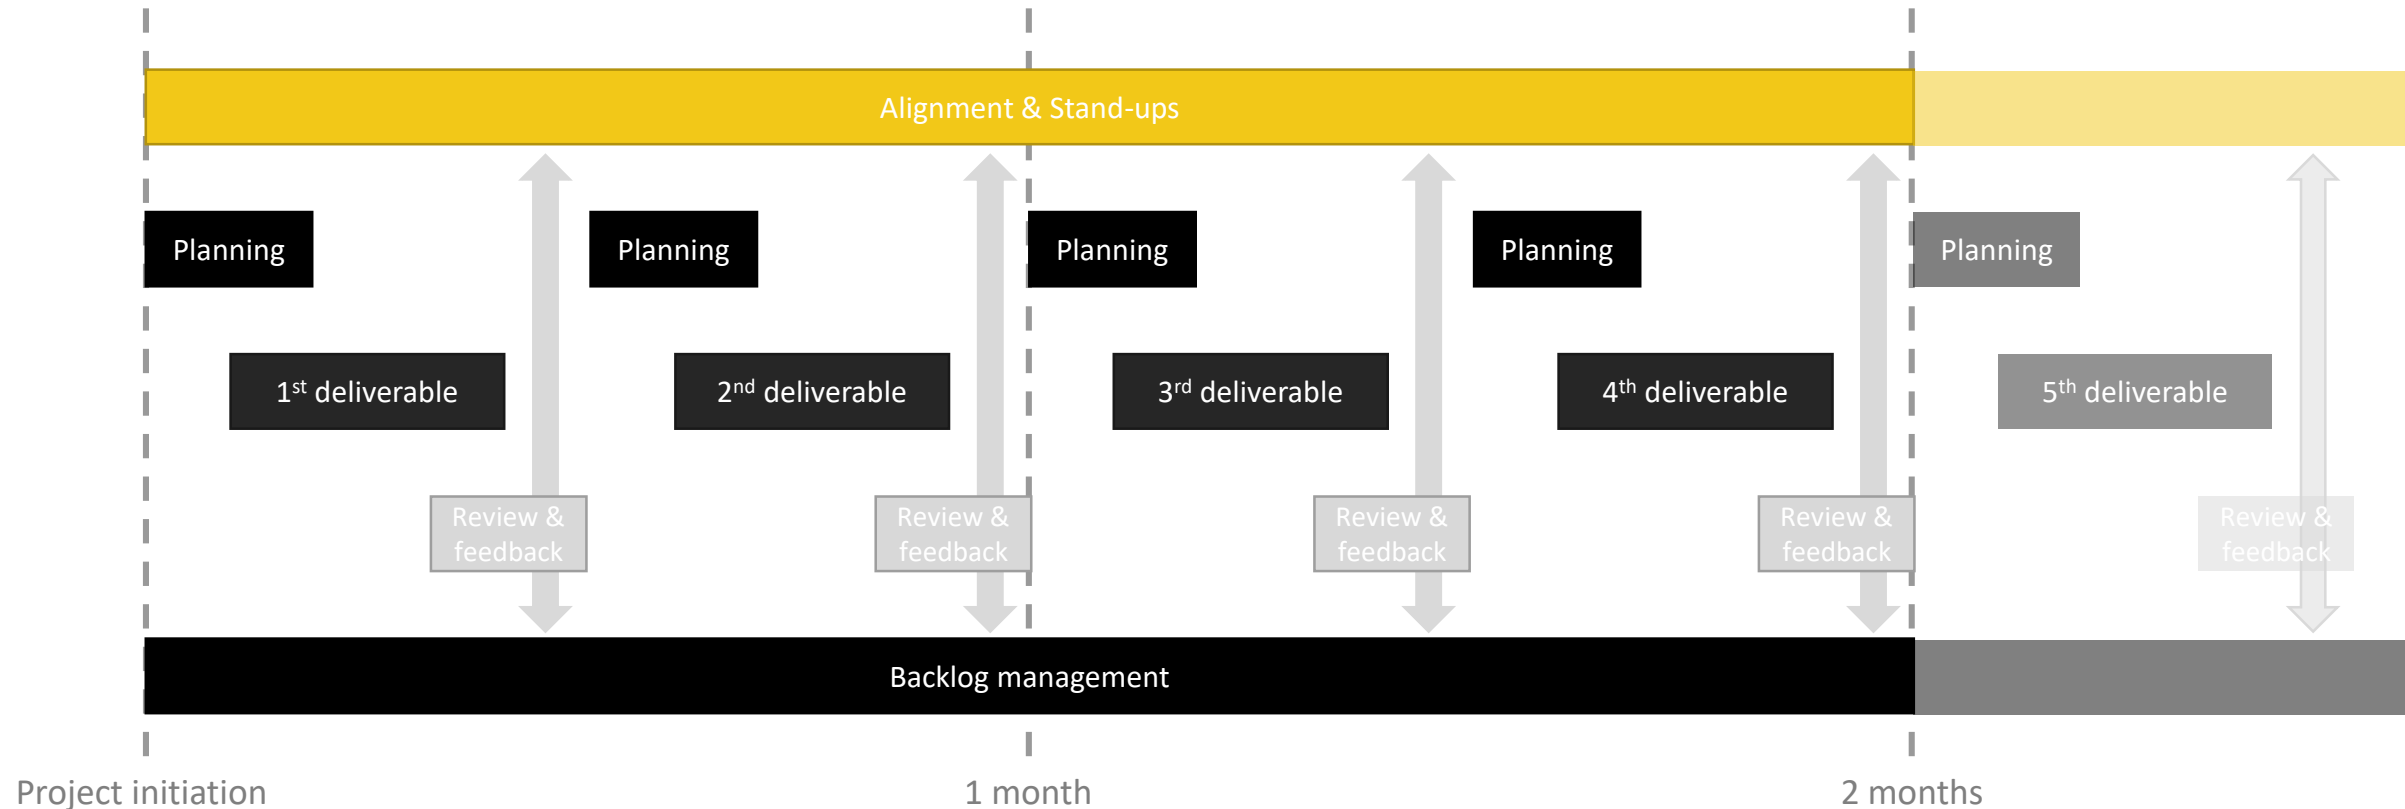 Alignment & Stand-ups
Planning
Planning
Planning
Planning
Planning
1st deliverable
2nd deliverable
3rd deliverable
4th deliverable
5th deliverable
Review &
feedback
Review &
feedback
Review &
feedback
Review &
feedback
Review &
feedback
Backlog management
Project initiation
1 month
2 months